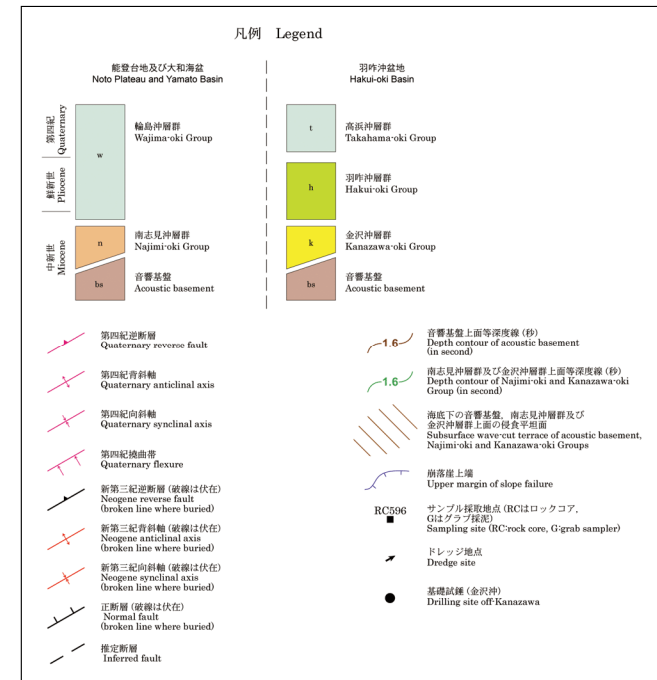 凡例 Legend
能登台地及び大和海盆
Noto Plateau and Yamato Basin
羽咋沖盆地
Hakui-oki Basin
第四紀
Quaternary
鮮新世
Pliocene
中新世
Miocene
w
輪島沖層群
Wajima-oki Group
n
南志見沖層群
Najimi-oki Group
bs
音響基盤
Acoustic basement
t
高浜沖層群
Takahama-oki Group
h
羽咋沖層群
Hakui-oki Group
k
金沢沖層群
Kanazawa-oki Group
bs
音響基盤
Acoustic basement
第四紀逆断層
Quaternary reverse fault
第四紀背斜軸
Quaternary anticlinal axis
第四紀向斜軸
Quaternary synclinal axis
第四紀撓曲帯
Quaternary flexure
新第三紀逆断層 (破線は伏在)
Neogene reverse fault
(broken line where buried)
新第三紀背斜軸 (破線は伏在)
Neogene anticlinal axis
(broken line where buried)
新第三紀向斜軸 (破線は伏在)
Neogene synclinal axis
(broken line where buried)
正断層 (破線は伏在)
Normal fault
(broken line where buried)
推定断層
Inferred fault
1.6
音響基盤上面等深度線 (秒)
Depth contour of acoustic basement
(in second)
1.6
南志見沖層群及び金沢沖層群上面等深度線 (秒)
Depth contour of Najimi-oki and Kanazawa-oki
Group (in second)
海底下の音響基盤, 南志見沖層群及び
金沢沖層群上面の侵食平坦面
Subsurface wave-cut terrace of acoustic basement,
Najimi-oki and Kanazawa-oki Groups
崩落崖上端
Upper margin of slope failure
RC596
サンプル採取地点 (RCはロックコア,
Gはグラブ採泥)
Sampling site (RC:rock core, G:grab sampler)
ドレッジ地点
Dredge site
基礎試錐 (金沢沖)
Drilling site off-Kanazawa